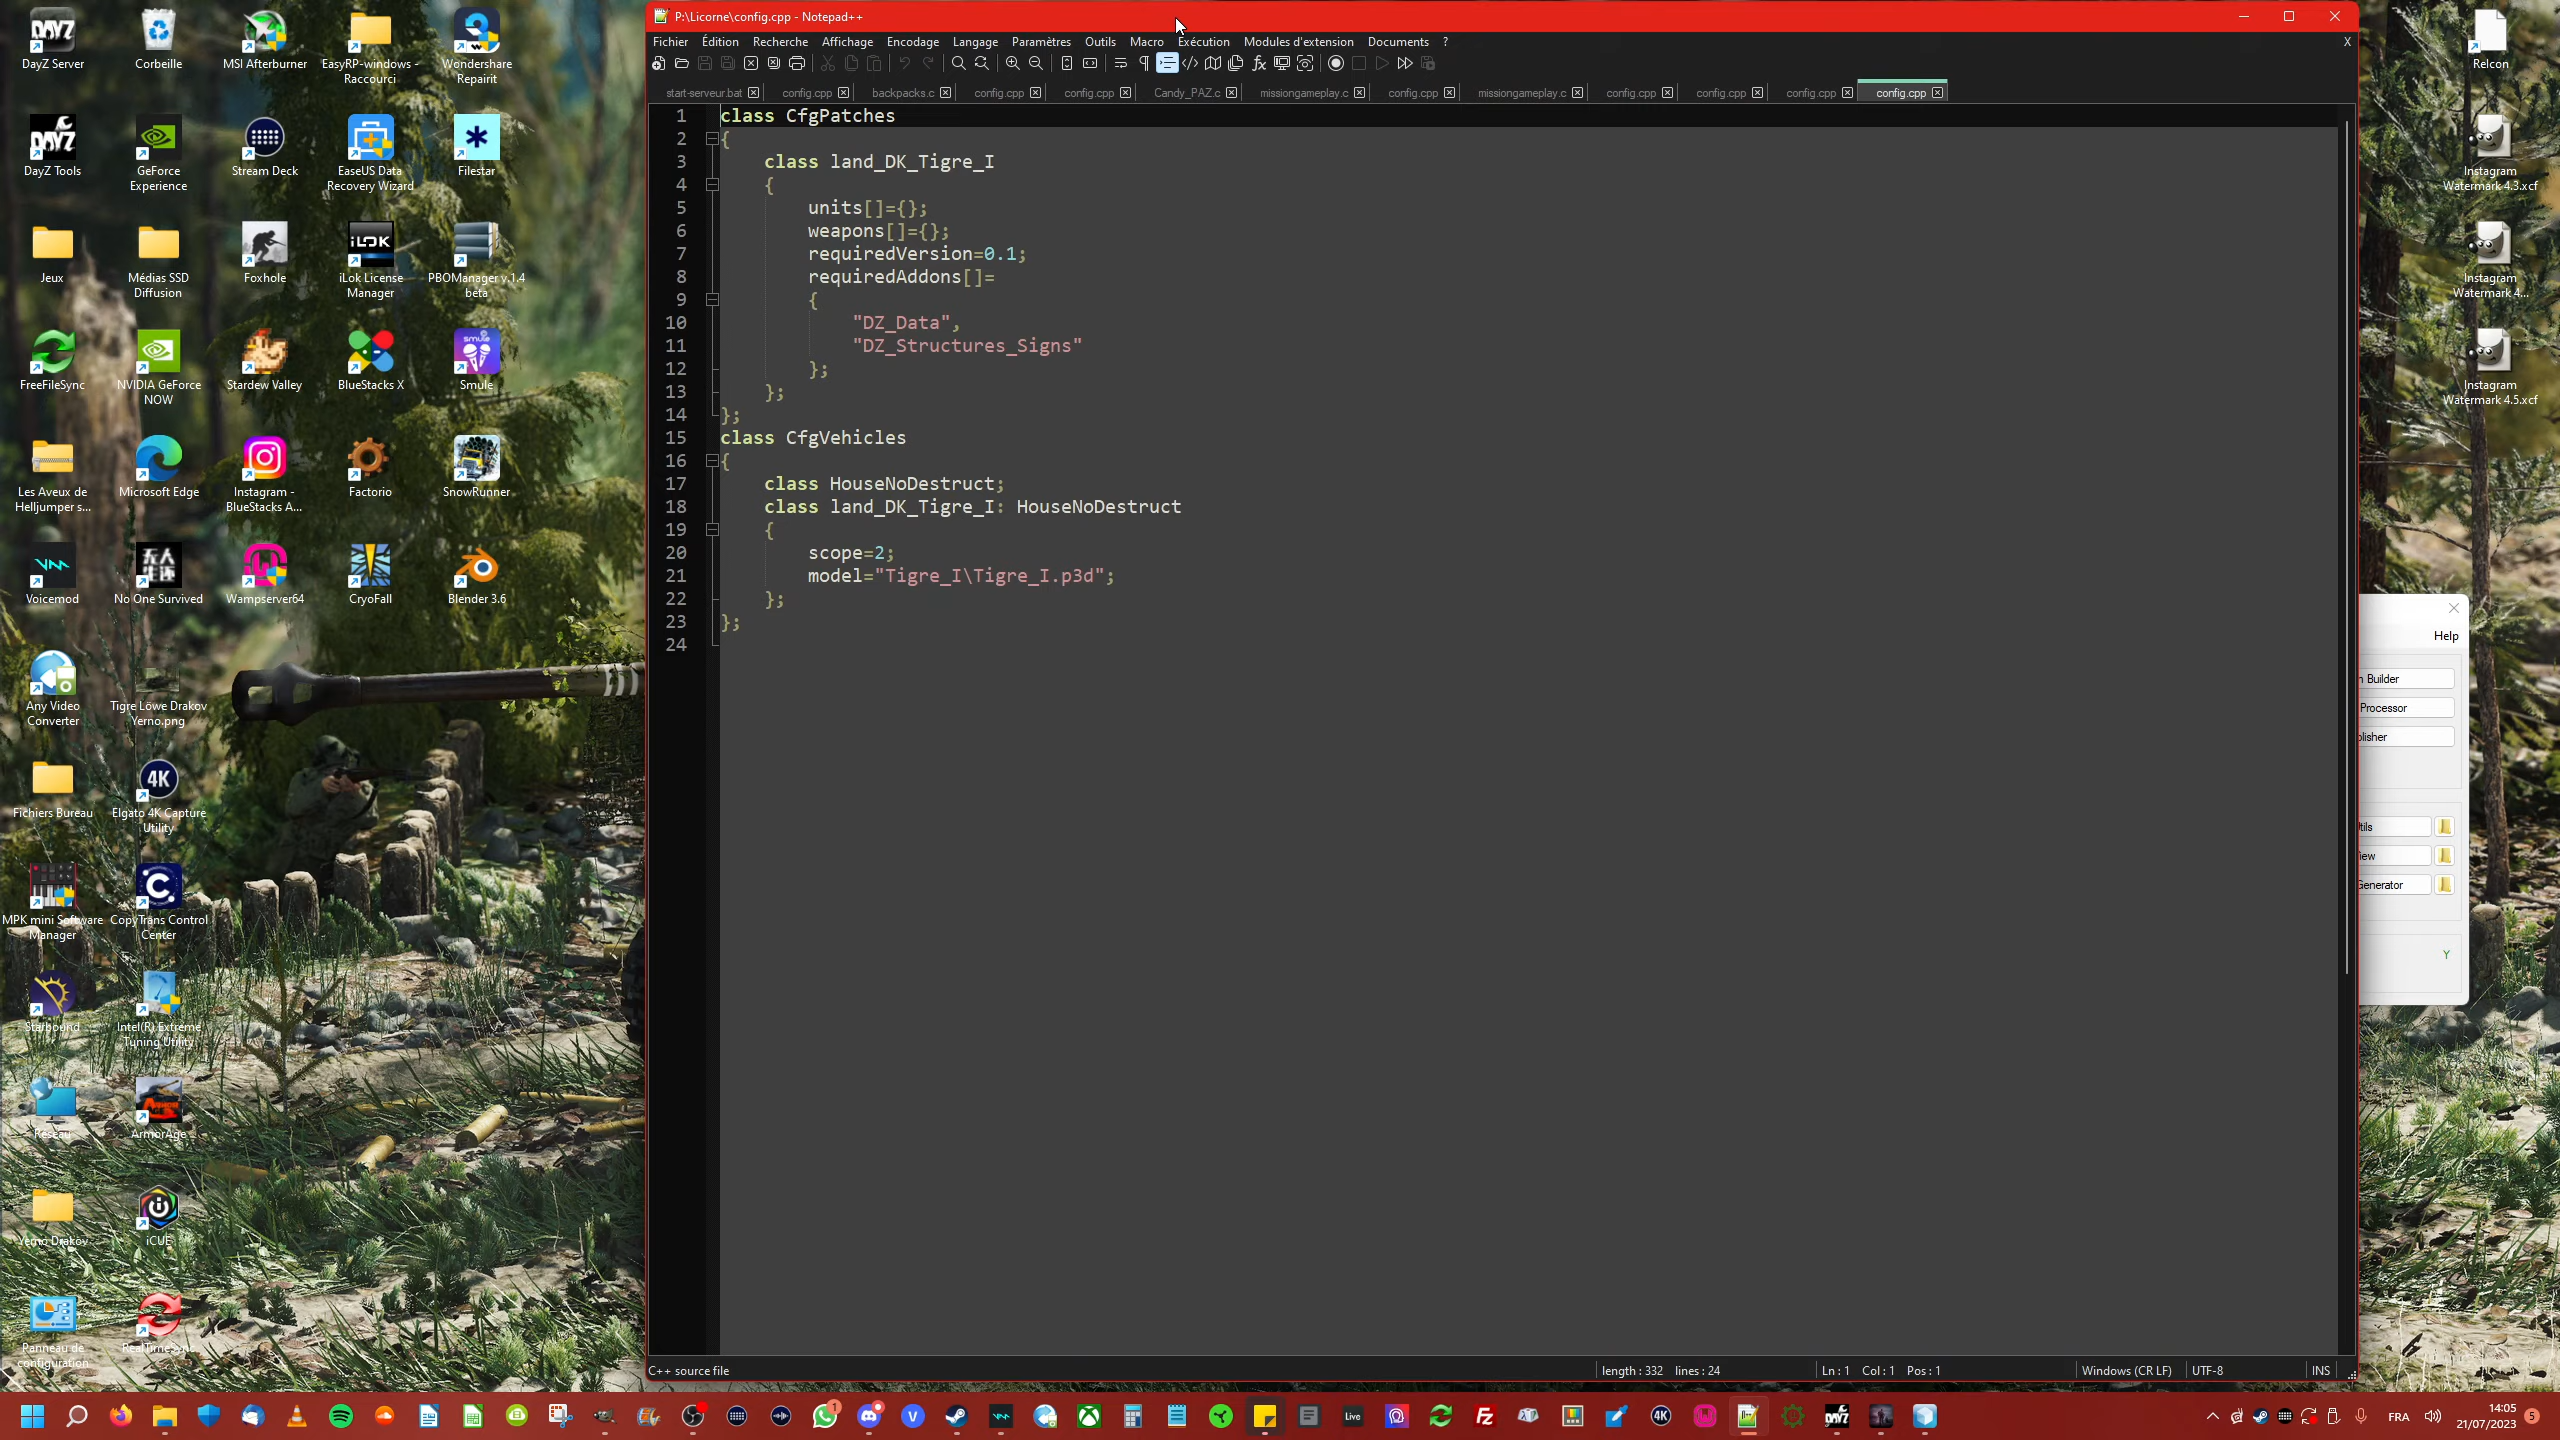 P:\Licorne\config.cpp - Notepad++
Fichier Édition Recherche Affichage Encodage Langage Paramètres Outils Macro Exécution Modules d'extension Documents ? X
start-serveur.bat config.cpp backpacks.c config.cpp config.cpp Candy_PAZ.c missiongameplay.c config.cpp missiongameplay.c config.cpp config.cpp config.cpp config.cpp
1 class CfgPatches
2 {
3 class land_DK_Tigre_I
4 {
5 units[]={};
6 weapons[]={};
7 requiredVersion=0.1;
8 requiredAddons[]=
9 {
10 "DZ_Data",
11 "DZ_Structures_Signs"
12 };
13 };
14 };
15 class CfgVehicles
16 {
17 class HouseNoDestruct;
18 class land_DK_Tigre_I: HouseNoDestruct
19 {
20 scope=2;
21 model="Tigre_I\Tigre_I.p3d";
22 };
23 };
24
C++ source file length : 332 lines : 24 Ln : 1 Col : 1 Pos : 1 Windows (CR LF) UTF-8 INS
DayZ Server
Corbeille
MSI Afterburner
EasyRP-windows -
Raccourci
Wondershare
Repairit
DayZ Tools
GeForce
Experience
Stream Deck
EaseUS Data
Recovery Wizard
Filestar
Jeux
Médias SSD
Diffusion
Foxhole
iLok License
Manager
PBOManager v.1.4
beta
FreeFileSync
NVIDIA GeForce
NOW
Stardew Valley
BlueStacks X
Smule
Les Aveux de
Helljumper s...
Microsoft Edge
Instagram -
BlueStacks A...
Factorio
SnowRunner
Voicemod
No One Survived
Wampserver64
CryoFall
Blender 3.6
Any Video
Converter
Tigre Löwe Drakov
Yerno.png
Fichiers Bureau
Elgato 4K Capture
Utility
MPK mini Software
Manager
CopyTrans Control
Center
Starbound
Intel(R) Extreme
Tuning Utility
Réseau
ArmorAge
Yerno Drakov
iCUE
Panneau de
configuration
RealTimeSync
Relcon
Instagram
Watermark 4.3.xcf
Instagram
Watermark 4...
Instagram
Watermark 4.5.xcf
Help
n Builder
Processor
blisher
Utils
iew
Generator
Y
FRA
14:05
21/07/2023
5